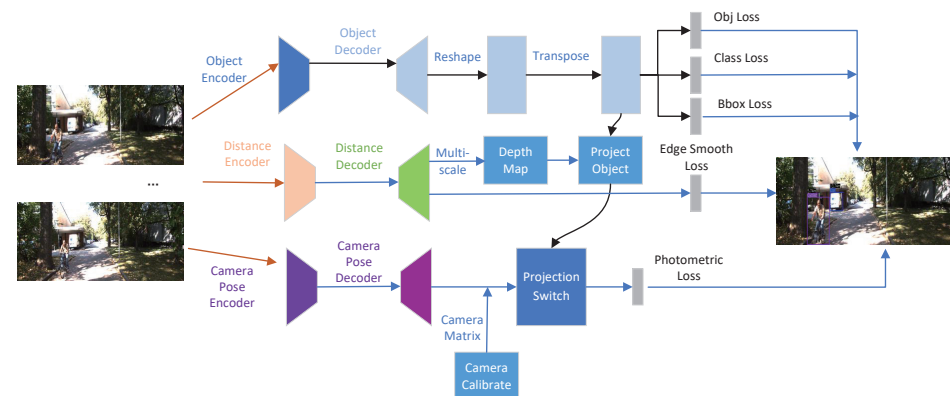 Object
Encoder
Object
Decoder
Reshape
Transpose
Obj Loss
Class Loss
Bbox Loss
...
Distance
Encoder
Distance
Decoder
Multi-
scale
Depth
Map
Project
Object
Edge Smooth
Loss
Camera
Pose
Encoder
Camera
Pose
Decoder
Camera
Matrix
Camera
Calibrate
Projection
Switch
Photometric
Loss